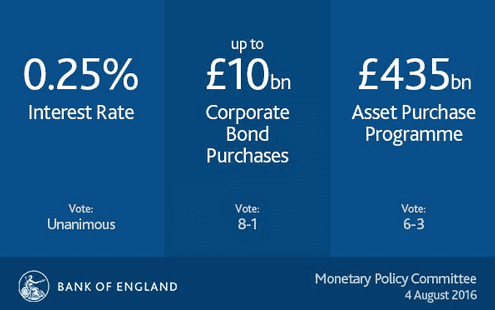 0.25%
Interest Rate
Vote:
Unanimous
up to
£10bn
Corporate
Bond
Purchases
Vote:
8-1
£435bn
Asset Purchase
Programme
Vote:
6-3
BANK OF ENGLAND
Monetary Policy Committee
4 August 2016